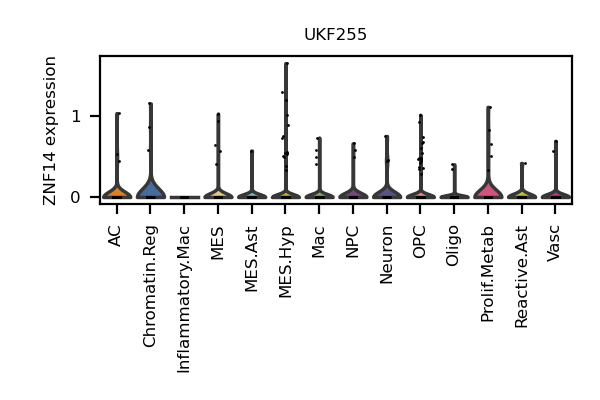 UKF255
ZNF14 expression
1
0
AC
Chromatin.Reg
Inflammatory.Mac
MES
MES.Ast
MES.Hyp
Mac
NPC
Neuron
OPC
Oligo
Prolif.Metab
Reactive.Ast
Vasc